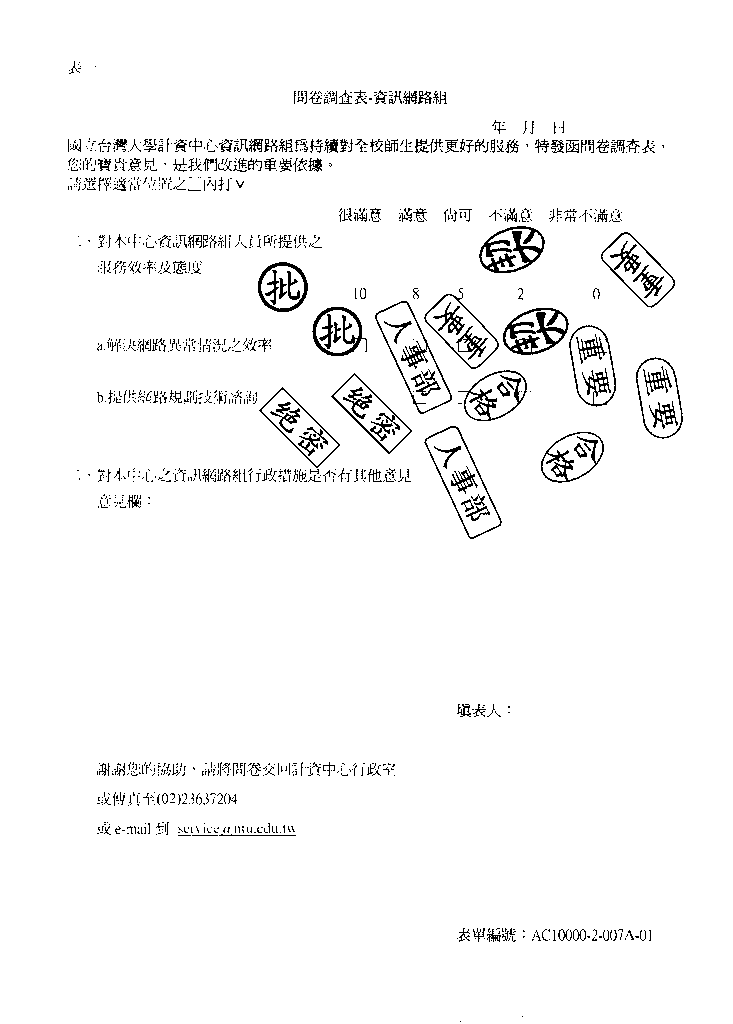 表一
問卷調查表-資訊網路組
年 月 日
國立台灣大學計資中心資訊網路組為持續對全校師生提供更好的服務，特發函問卷調查表，
您的寶貴意見，是我們改進的重要依據。
請選擇適當位置之□內打∨
很滿意 滿意 尚可 不滿意 非常不滿意
一、對本中心資訊網路組人員所提供之
服務效率及態度
10 8 5 2 0
批
重要
批
人事部
重要
a.解決網路異常情況之效率
重要
重要
b.提供網路規劃技術諮詢
合格
绝密
绝密
人事部
合格
二、對本中心之資訊網路組行政措施是否有其他意見
意見欄：
填表人：
謝謝您的協助，請將問卷交回計資中心行政室
或傳真至(02)23637204
或 e-mail 到 service@ntu.edu.tw
表單編號：AC10000-2-007A-01